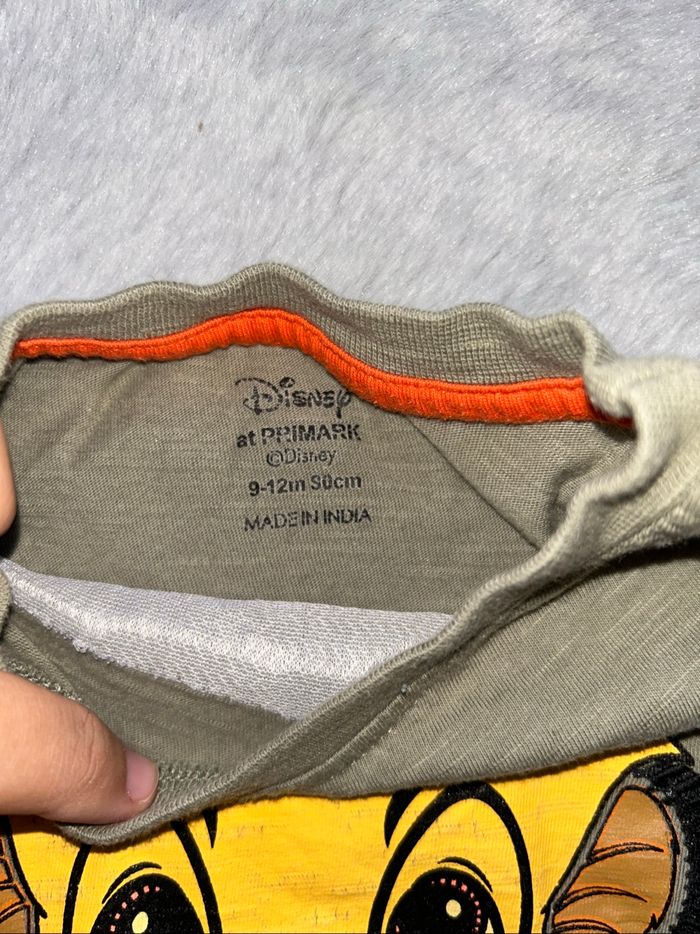 Disney
at PRIMARK
©Disney
9-12m 80cm
MADE IN INDIA